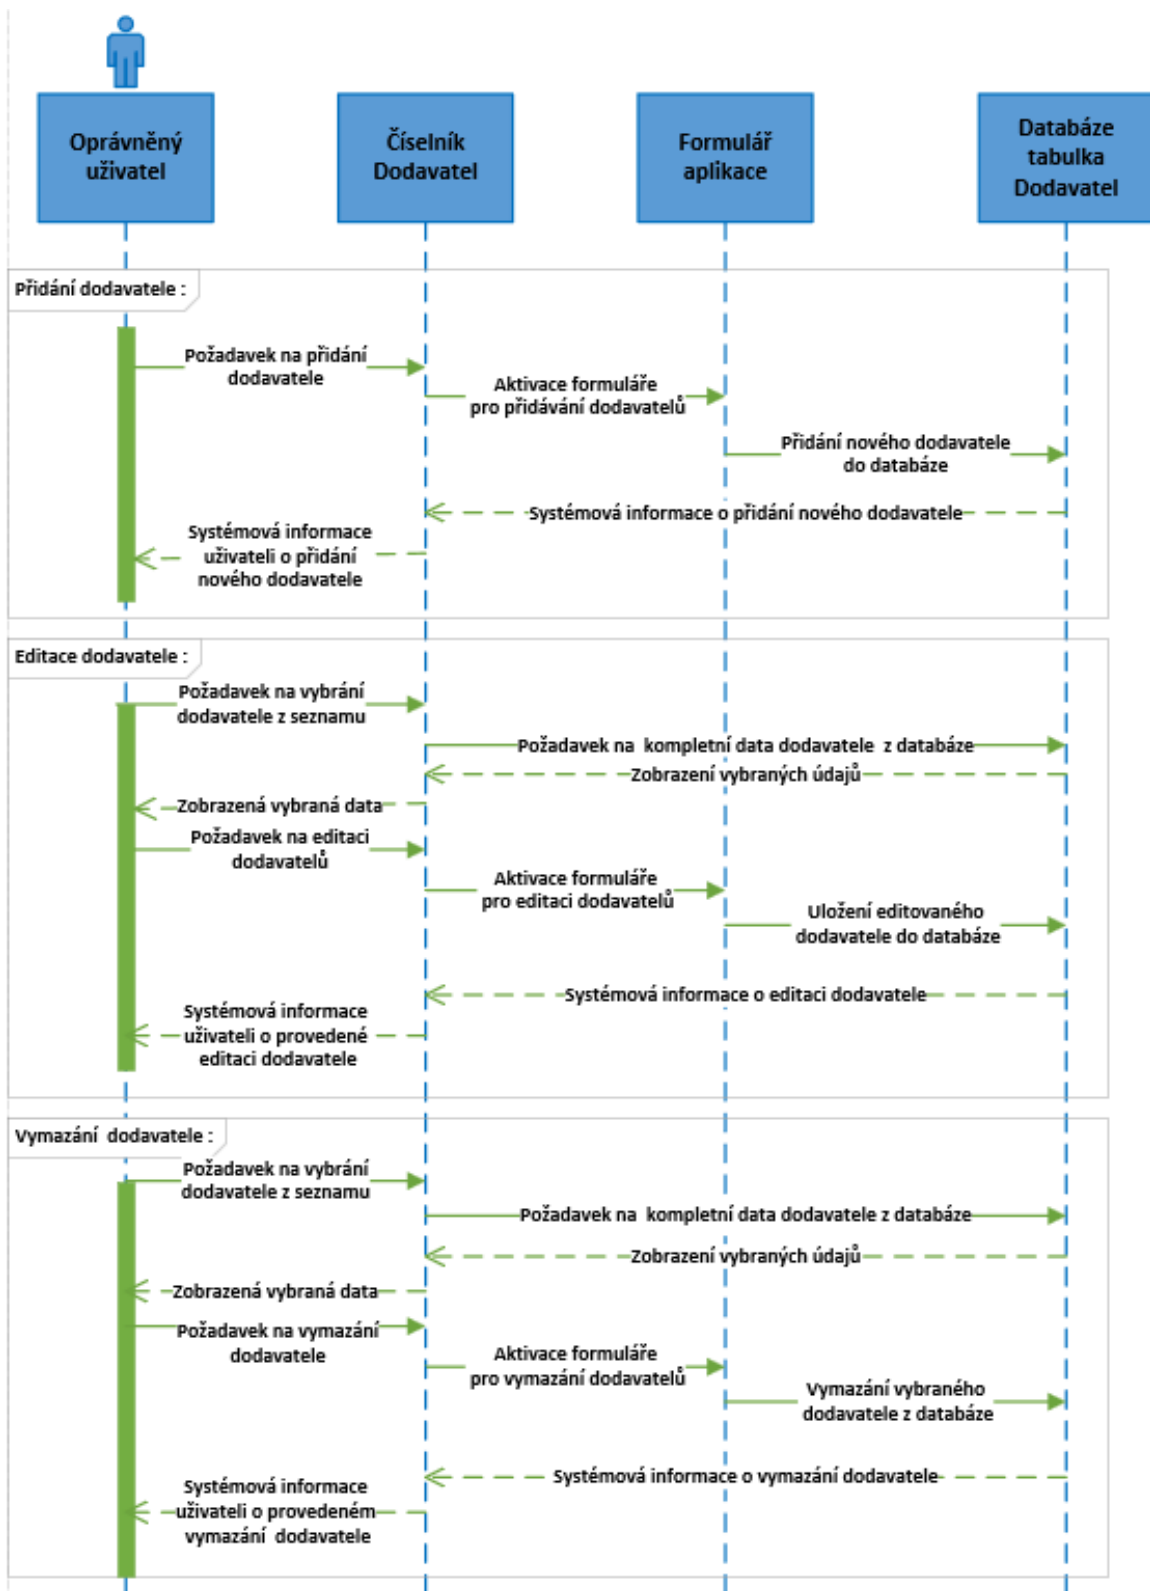 Oprávněný
uživatel
Číselník
Dodavatel
Formulář
aplikace
Databáze
tabulka
Dodavatel
Přidání dodavatele :
Požadavek na přidání
dodavatele
Aktivace formuláře
pro přidávání dodavatelů
Přidání nového dodavatele
do databáze
Systémová informace o přidání nového dodavatele
Systémová informace
uživateli o přidání
nového dodavatele
Editace dodavatele :
Požadavek na vybrání
dodavatele z seznamu
Požadavek na  kompletní data dodavatele  z databáze
Zobrazení vybraných údajů
Zobrazená vybraná data
Požadavek na editaci
dodavatelů
Aktivace formuláře
pro editaci dodavatelů
Uložení editovaného
dodavatele do databáze
Systémová informace o editaci dodavatele
Systémová informace
uživateli o provedené
editaci dodavatele
Vymazání  dodavatele :
Požadavek na vybrání
dodavatele z seznamu
Požadavek na  kompletní data dodavatele z databáze
Zobrazení vybraných údajů
Zobrazená vybraná data
Požadavek na vymazání
dodavatele
Aktivace formuláře
pro vymazání dodavatelů
Vymazání vybraného
dodavatele z databáze
Systémová informace o vymazání dodavatele
Systémová informace
uživateli o provedeném
vymazání  dodavatele